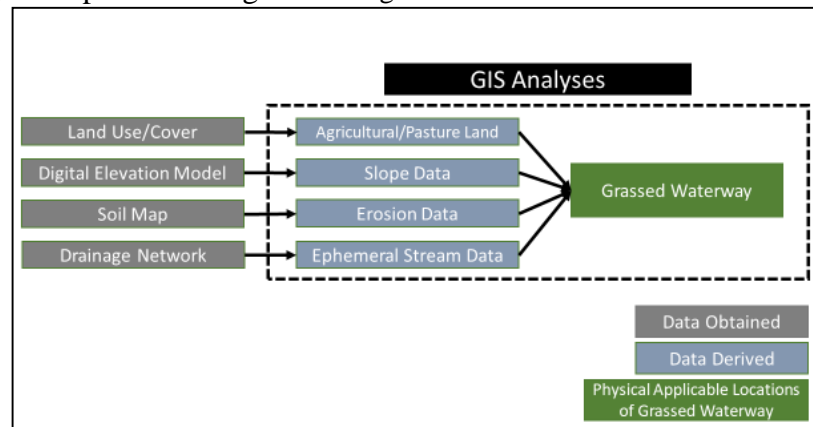 GIS Analyses
Land Use/Cover
Agricultural/Pasture Land
Digital Elevation Model
Slope Data
Grassed Waterway
Soil Map
Erosion Data
Drainage Network
Ephemeral Stream Data
Data Obtained
Data Derived
Physical Applicable Locations
of Grassed Waterway